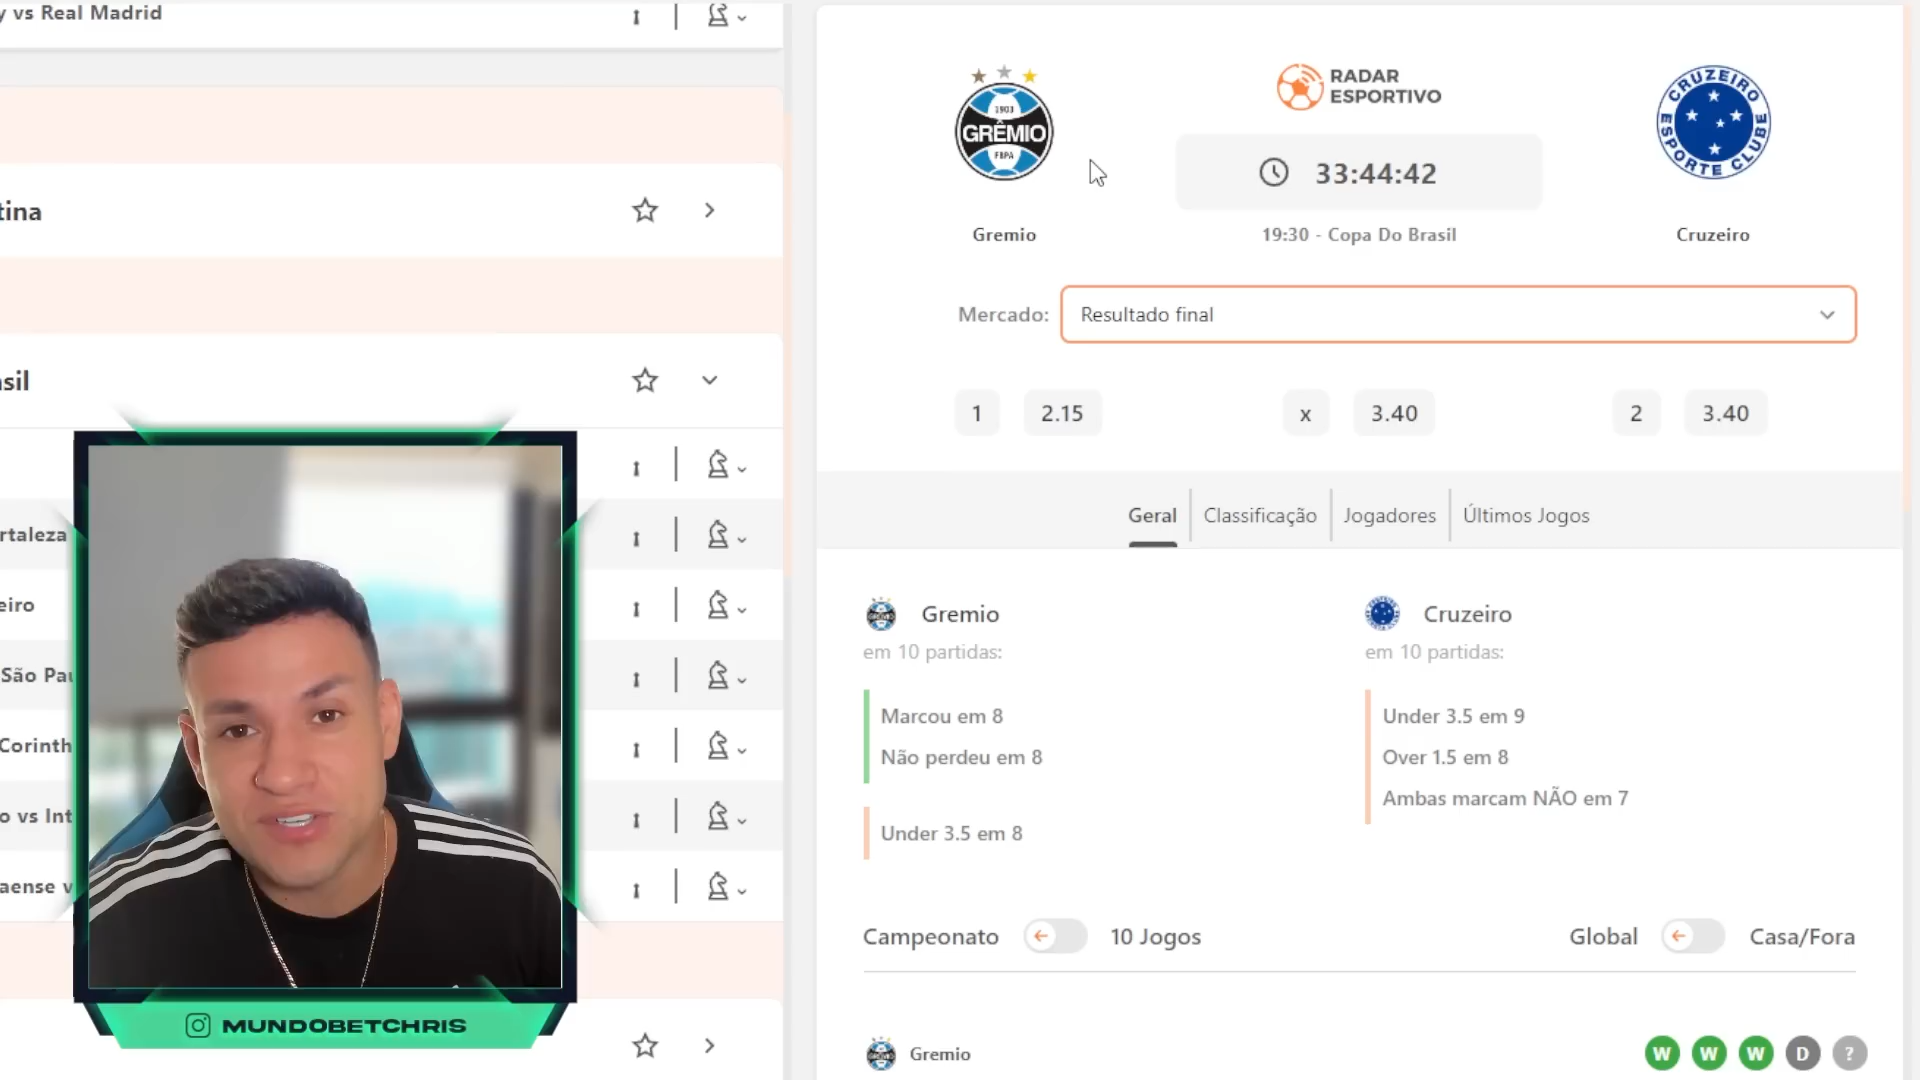 y vs Real Madrid
tina
sil
rtaleza
eiro
São Pau
Corinth
o vs Int
aense v
MUNDOBETCHRIS
1903
GRÊMIO
FBPA
RADAR
ESPORTIVO
CRUZEIRO
ESPORTE CLUBE
33:44:42
Gremio
19:30 - Copa Do Brasil
Cruzeiro
Mercado: Resultado final
1 2.15 x 3.40 2 3.40
Geral Classificação Jogadores Últimos Jogos
Gremio
em 10 partidas:
Marcou em 8
Não perdeu em 8
Under 3.5 em 8
Cruzeiro
em 10 partidas:
Under 3.5 em 9
Over 1.5 em 8
Ambas marcam NÃO em 7
Campeonato 10 Jogos Global Casa/Fora
Gremio W W W D ?